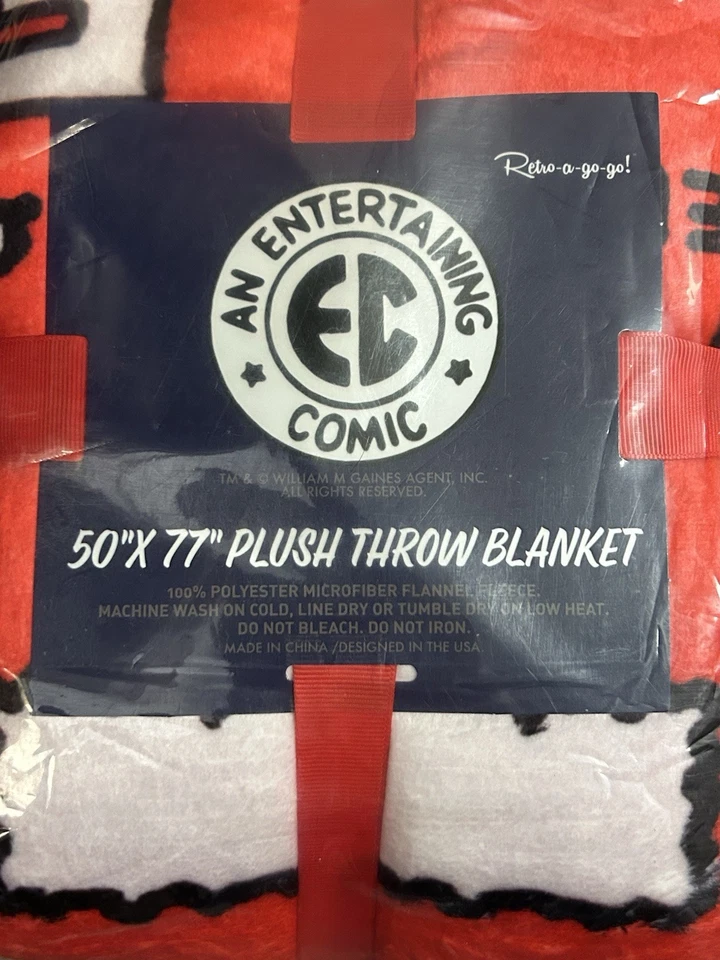 Retro-a-go-go!
AN ENTERTAINING
EC
COMIC
TM & © WILLIAM M GAINES AGENT, INC.
ALL RIGHTS RESERVED.
50"X 77" PLUSH THROW BLANKET
100% POLYESTER MICROFIBER FLANNEL FLEECE.
MACHINE WASH ON COLD, LINE DRY OR TUMBLE DRY ON LOW HEAT.
DO NOT BLEACH. DO NOT IRON.
MADE IN CHINA /DESIGNED IN THE USA.